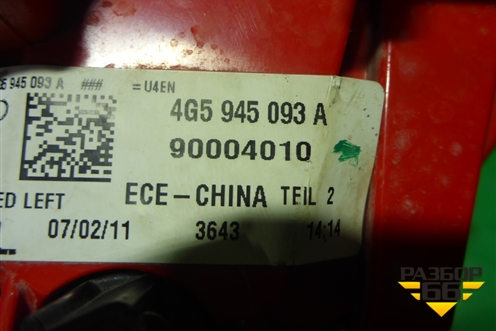 945 093 A ### = U4EN
4G5 945 093 A
90004010
LEFT ECE-CHINA TEIL 2
07/02/11 3643 14:14
РАЗБОР
66